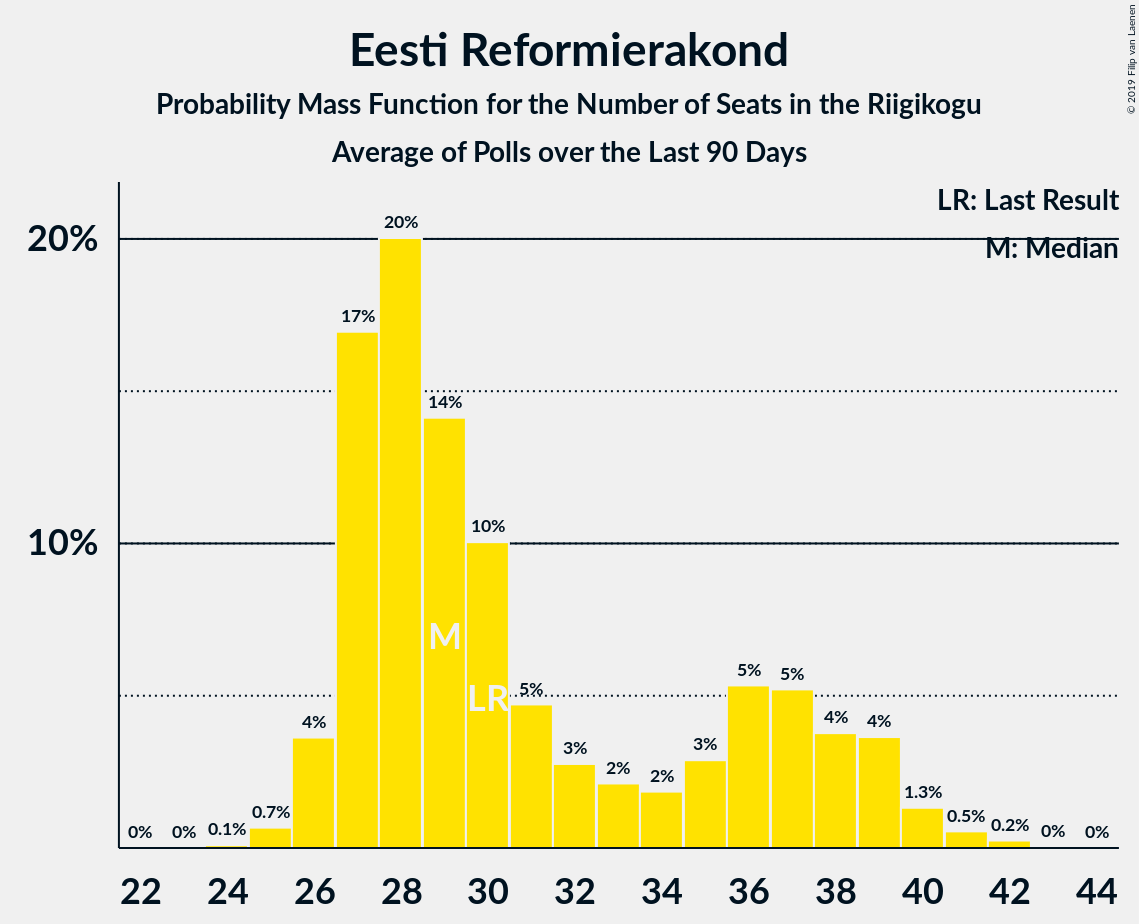 Eesti Reformierakond
Probability Mass Function for the Number of Seats in the Riigikogu
Average of Polls over the Last 90 Days
© 2019 Filip van Laenen
LR: Last Result
M: Median
20%
10%
0%
0%
0.1%
0.7%
4%
17%
20%
14%
10%
5%
3%
2%
2%
3%
5%
5%
4%
4%
1.3%
0.5%
0.2%
0%
0%
M
LR
22 24 26 28 30 32 34 36 38 40 42 44